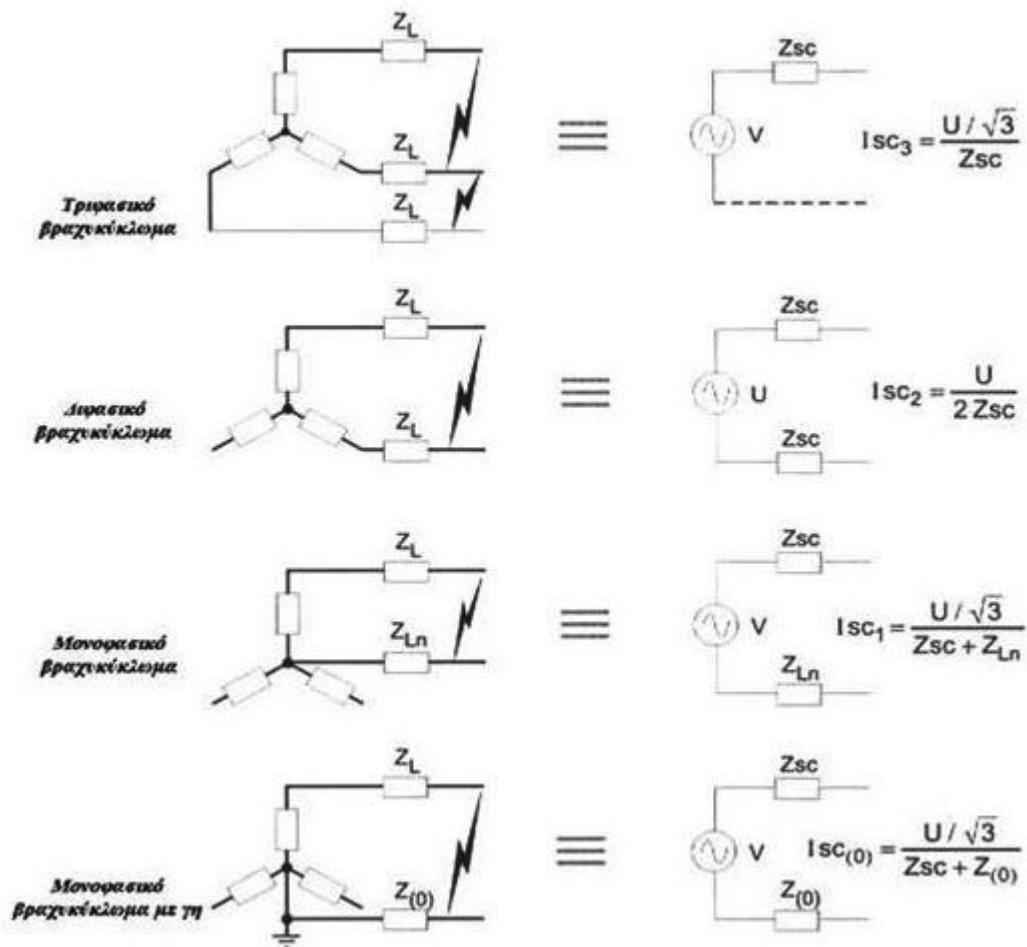 Z_L
Z_L
Z_L
Τριφασικό
βραχυκύκλωμα
Zsc
V
Isc₃ = U / √3 / Zsc
Z_L
Z_L
Διφασικό
βραχυκύκλωμα
Zsc
U
Zsc
Isc₂ = U / 2 Zsc
Z_L
Z_Ln
Μονοφασικό
βραχυκύκλωμα
Zsc
V
Z_Ln
Isc₁ = U / √3 / Zsc + Z_Ln
Z_L
Z(0)
Μονοφασικό
βραχυκύκλωμα με γη
Zsc
V
Z(0)
Isc(0) = U / √3 / Zsc + Z(0)